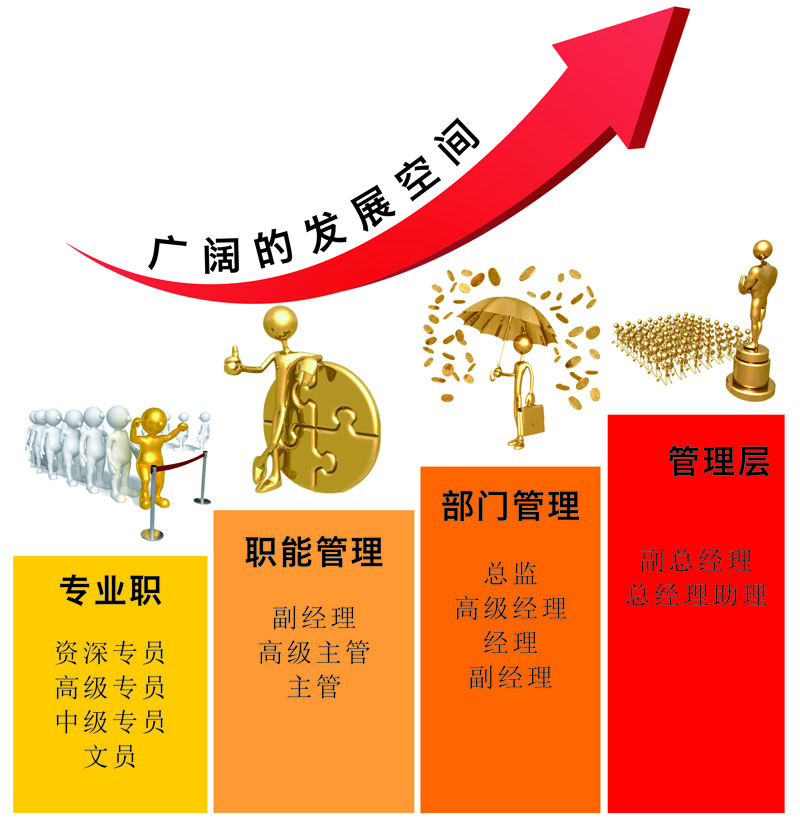 广阔的发展空间
专业职
资深专员
高级专员
中级专员
文员
职能管理
副经理
高级主管
主管
部门管理
总监
高级经理
经理
副经理
管理层
副总经理
总经理助理